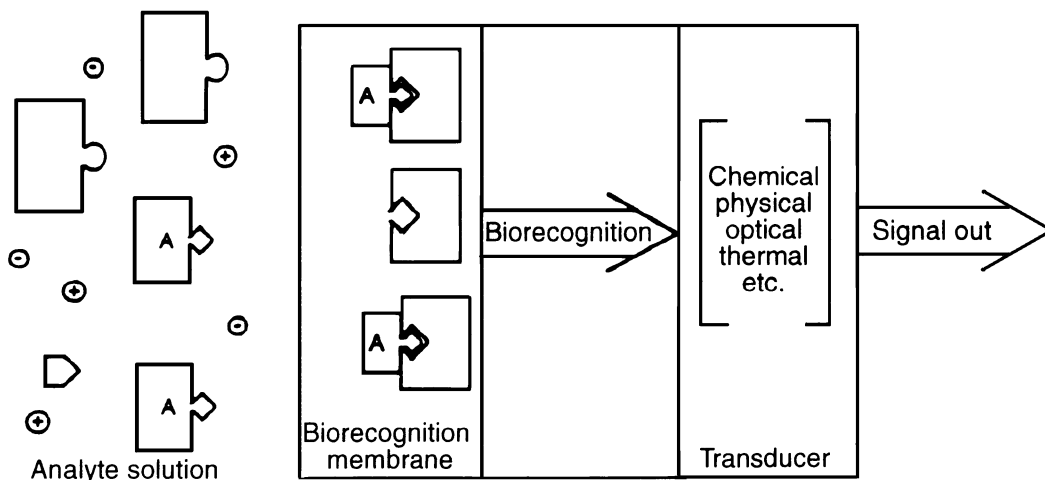 A
A
Analyte solution
A
A
Biorecognition
membrane
Biorecognition
Chemical
physical
optical
thermal
etc.
Transducer
Signal out